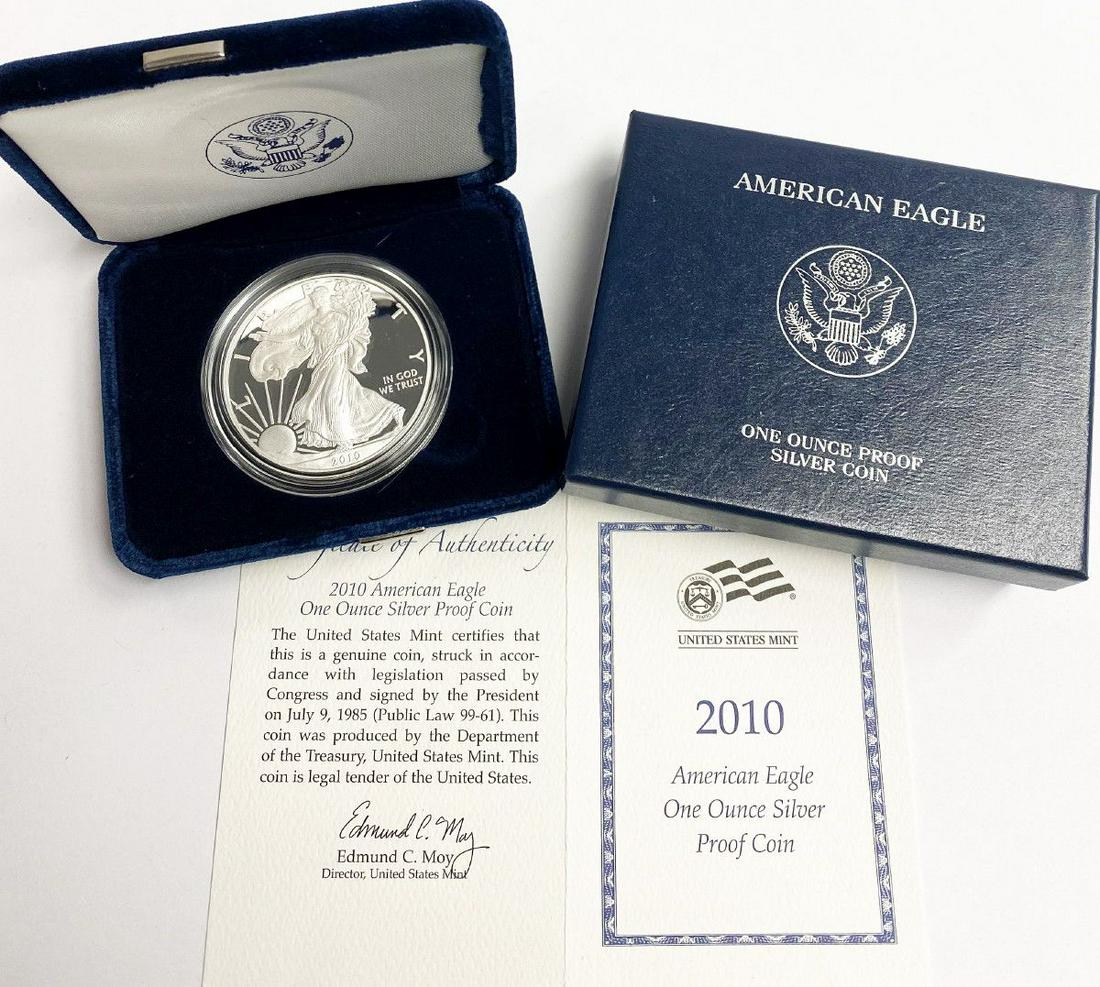 LIBERTY
IN GOD
WE TRUST
2010
AMERICAN EAGLE
ONE OUNCE PROOF
SILVER COIN
of Authenticity
2010 American Eagle
One Ounce Silver Proof Coin
The United States Mint certifies that
this is a genuine coin, struck in accor-
dance with legislation passed by
Congress and signed by the President
on July 9, 1985 (Public Law 99-61). This
coin was produced by the Department
of the Treasury, United States Mint. This
coin is legal tender of the United States.
Edmund C. Moy
Edmund C. Moy
Director, United States Mint
UNITED STATES MINT
2010
American Eagle
One Ounce Silver
Proof Coin